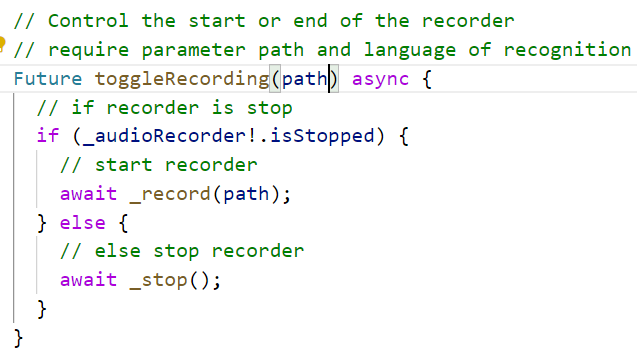 // Control the start or end of the recorder
// require parameter path and language of recognition
Future toggleRecording(path) async {
  // if recorder is stop
  if (_audioRecorder!.isStopped) {
    // start recorder
    await _record(path);
  } else {
    // else stop recorder
    await _stop();
  }
}